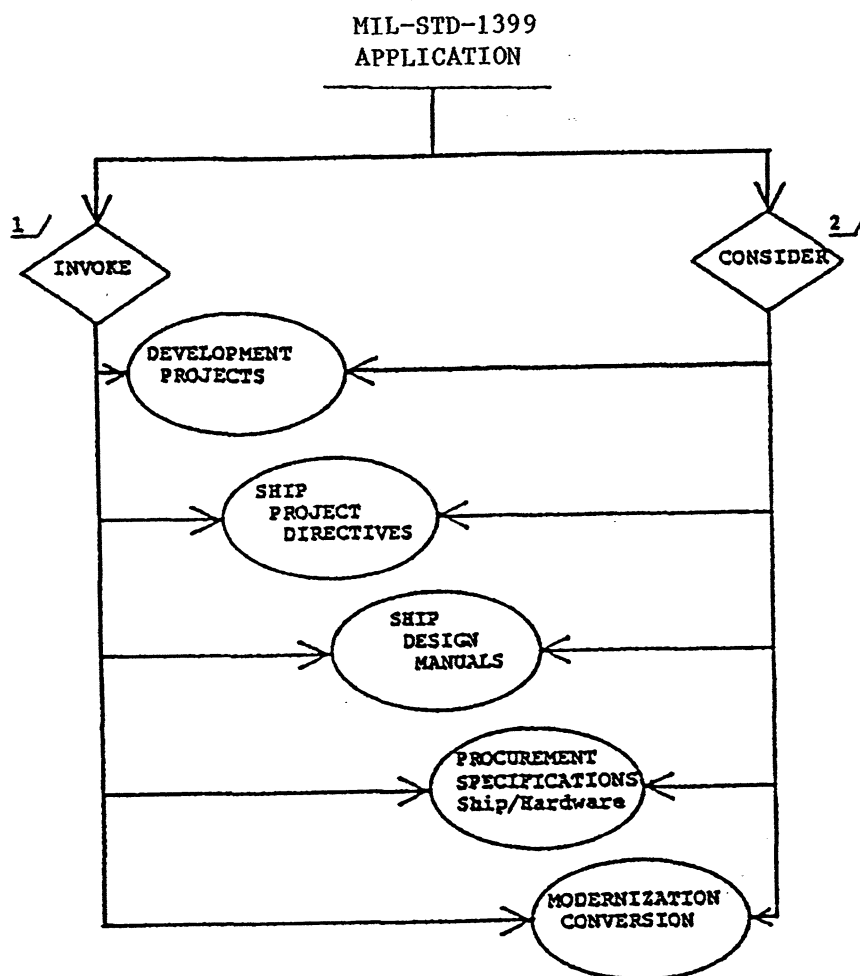 MIL-STD-1399
APPLICATION
1/
INVOKE
2/
CONSIDER
DEVELOPMENT
PROJECTS
SHIP
PROJECT
DIRECTIVES
SHIP
DESIGN
MANUALS
PROCUREMENT
SPECIFICATIONS
Ship/Hardware
MODERNIZATION
CONVERSION